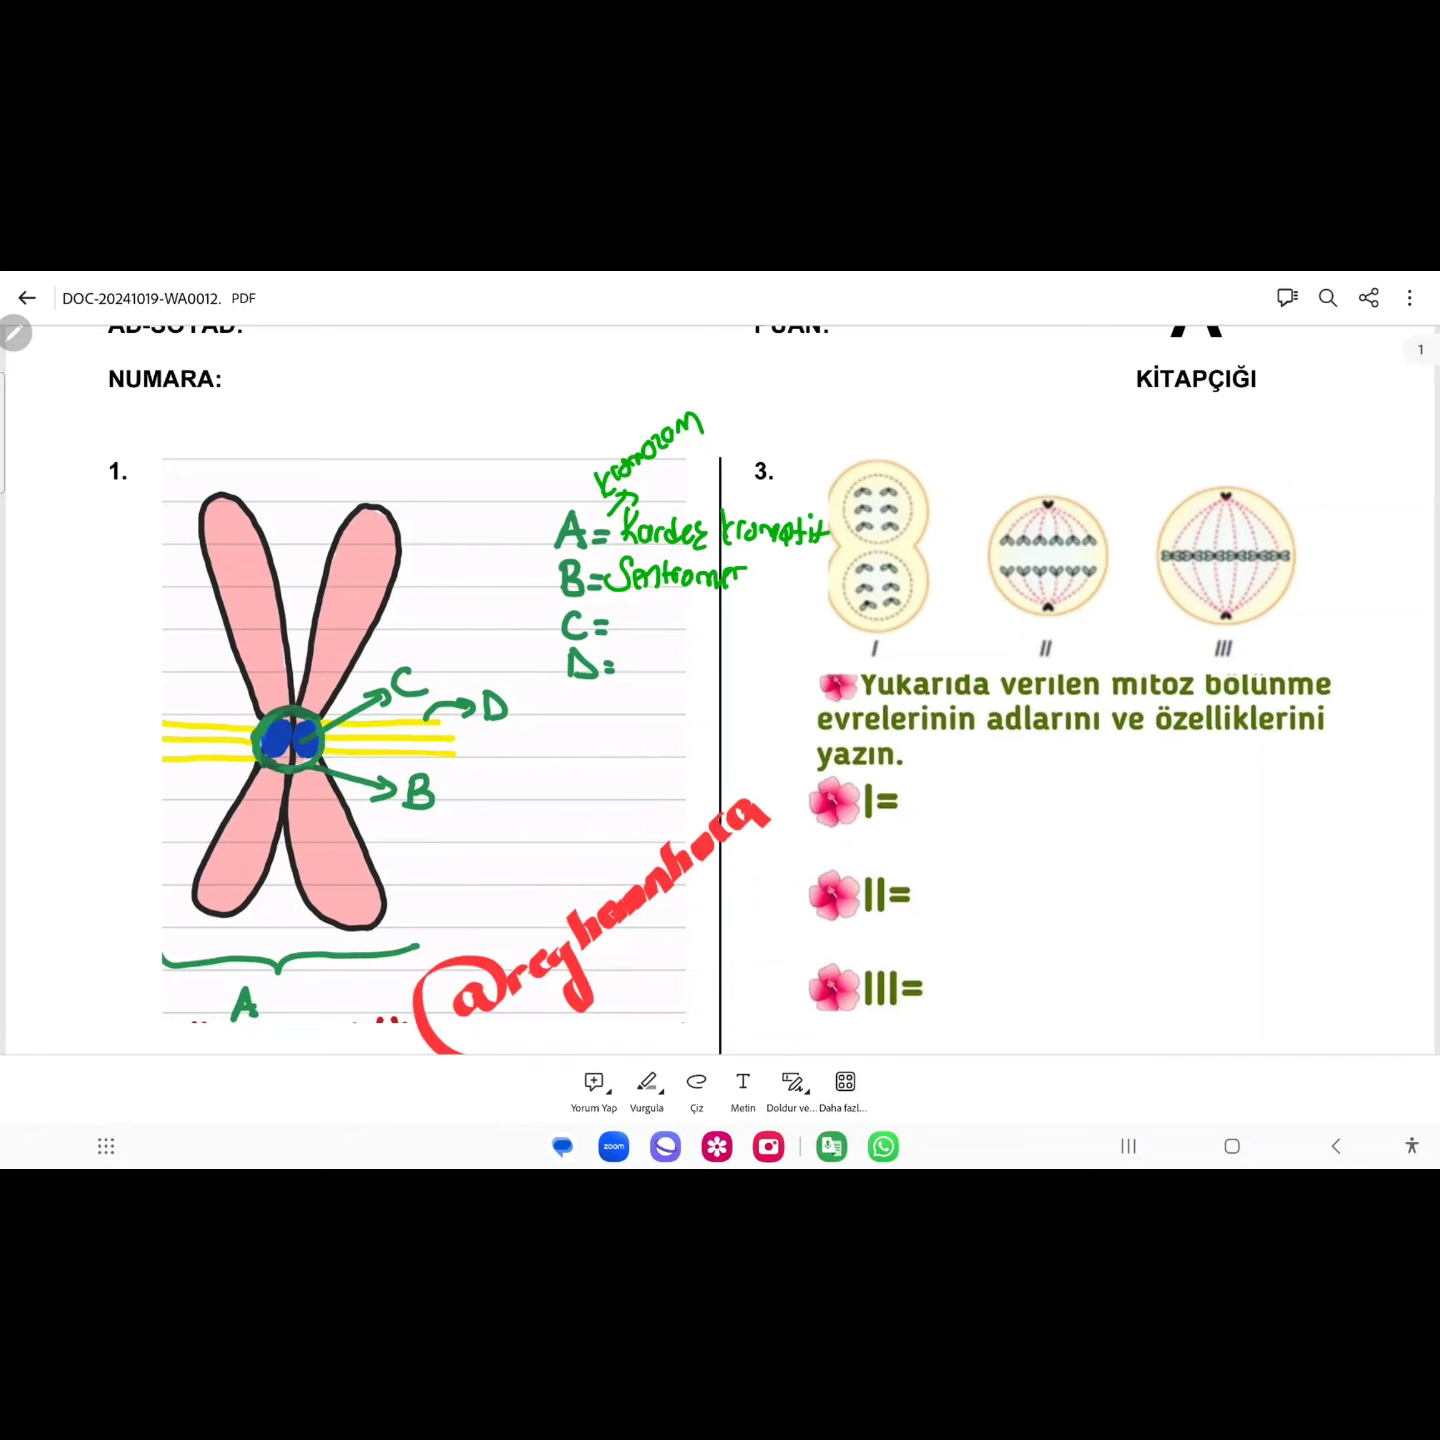 DOC-20241019-WA0012. PDF
1
NUMARA:
KİTAPÇIĞI
1.
kromozom
A= Kardeş kromatit
B= Sentromer
C=
D=
C
D
B
A
3.
I
II
III
Yukarıda verilen mitoz bölünme
evrelerinin adlarını ve özelliklerini
yazın.
I=
II=
III=
Yorum Yap
Vurgula
Çiz
Metin
Doldur ve...
Daha fazl...
zoom